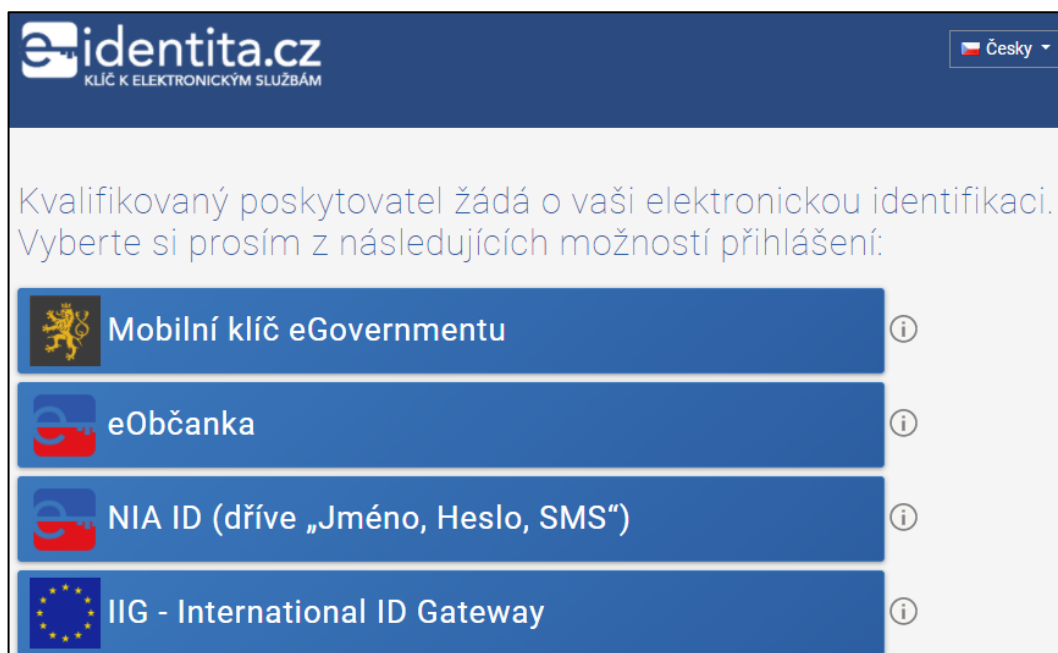 identita.cz
KLÍČ K ELEKTRONICKÝM SLUŽBÁM
Česky
Kvalifikovaný poskytovatel žádá o vaši elektronickou identifikaci.
Vyberte si prosím z následujících možností přihlášení:
Mobilní klíč eGovernmentu
eObčanka
NIA ID (dříve „Jméno, Heslo, SMS“)
IIG - International ID Gateway